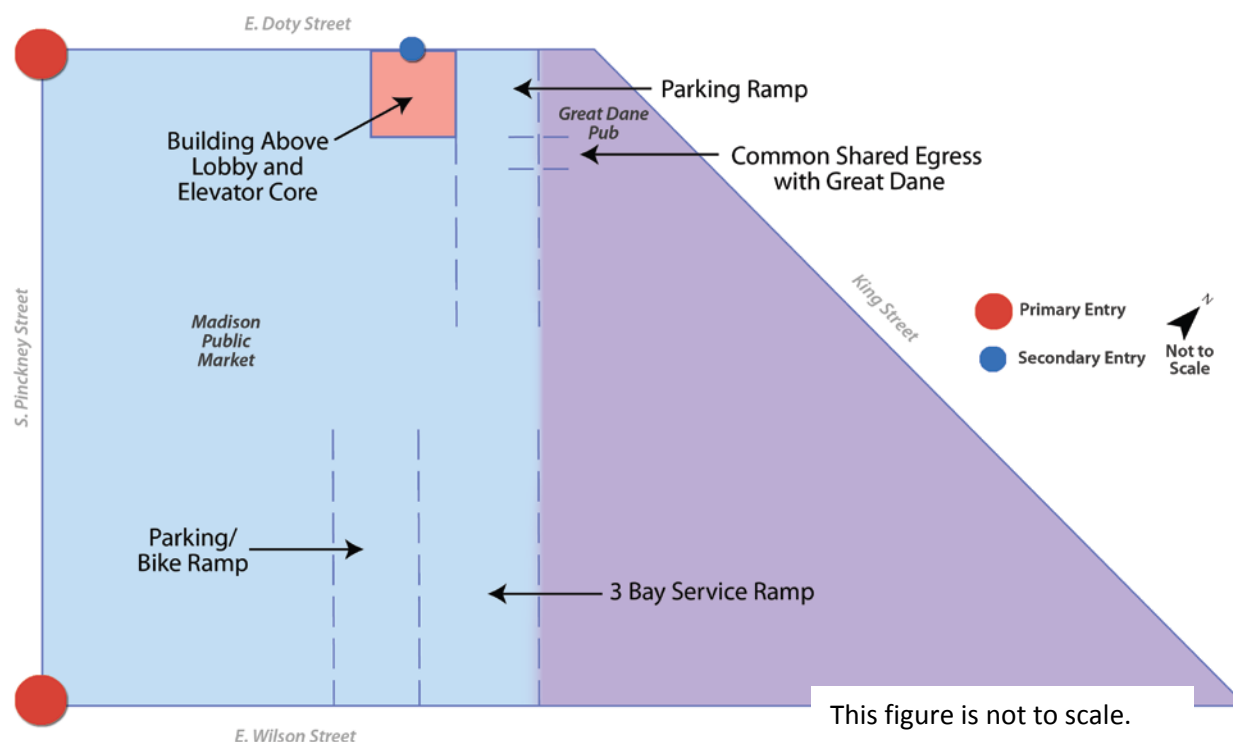 E. Doty Street
Parking Ramp
Great Dane
Pub
Building Above
Lobby and
Elevator Core
Common Shared Egress
with Great Dane
King Street
S. Pinckney Street
Madison
Public
Market
N
Primary Entry
Secondary Entry
Not to
Scale
Parking/
Bike Ramp
3 Bay Service Ramp
This figure is not to scale.
E. Wilson Street